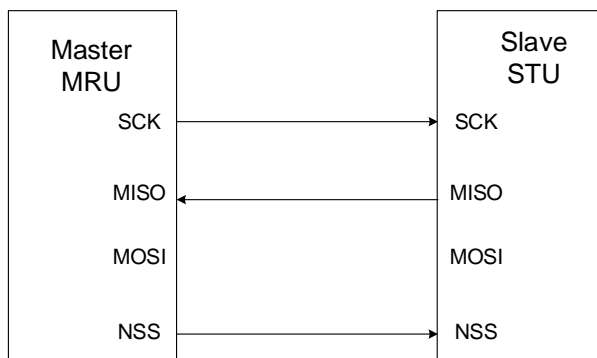 Master
MRU
SCK
MISO
MOSI
NSS
Slave
STU
SCK
MISO
MOSI
NSS